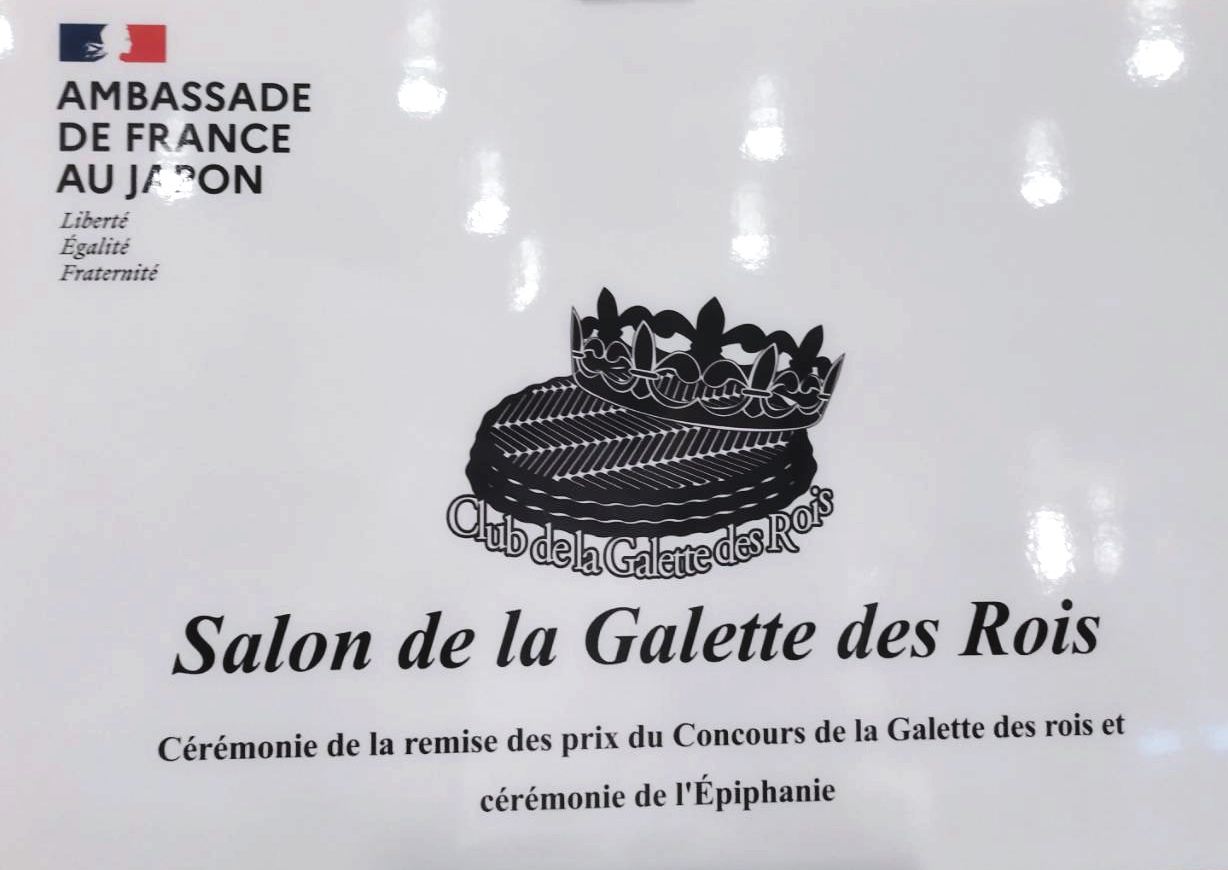 AMBASSADE
DE FRANCE
AU JAPON
Liberté
Égalité
Fraternité
Club de la Galette des Rois
Salon de la Galette des Rois
Cérémonie de la remise des prix du Concours de la Galette des rois et
cérémonie de l'Épiphanie